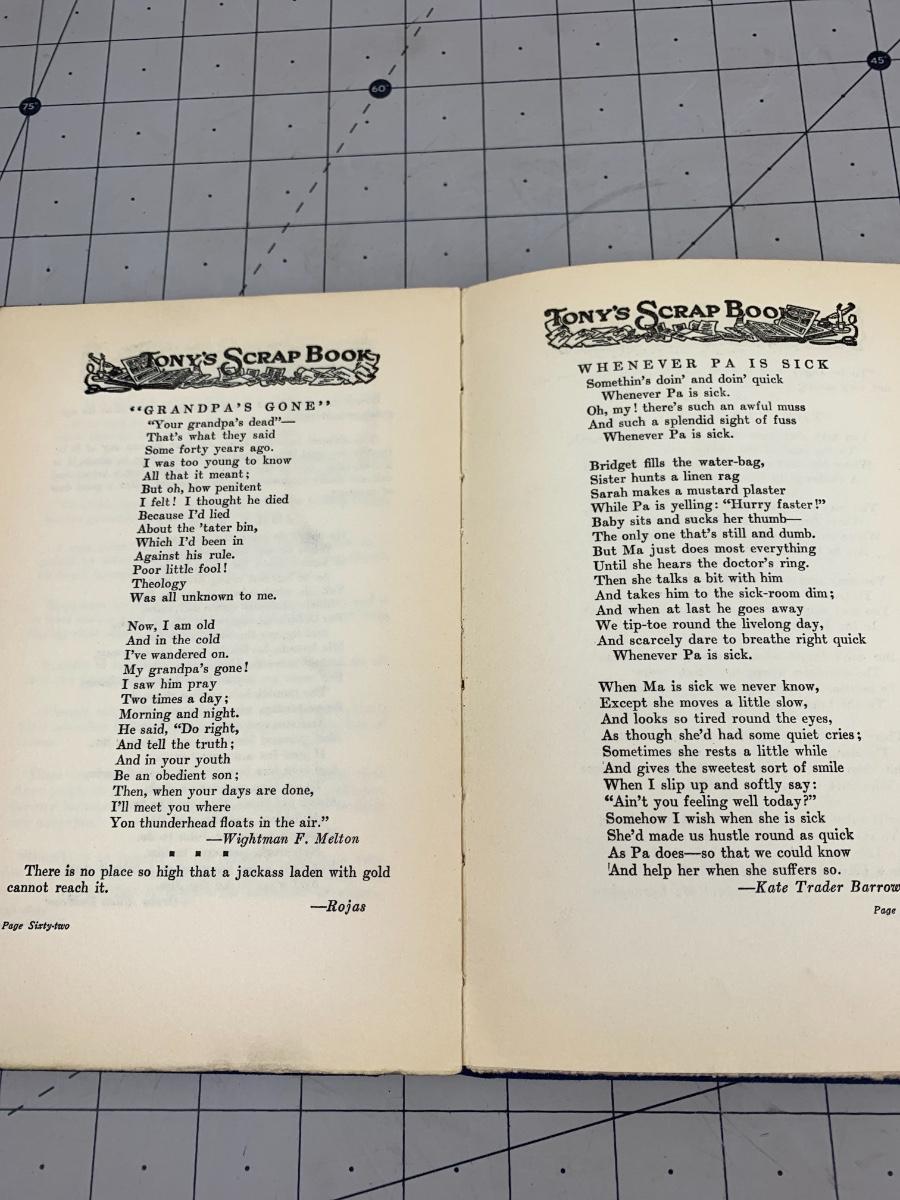 75°
60°
45°
TONY'S SCRAP BOOK
"GRANDPA'S GONE"
"Your grandpa's dead"—
That's what they said
Some forty years ago.
I was too young to know
All that it meant;
But oh, how penitent
I felt! I thought he died
Because I'd lied
About the 'tater bin,
Which I'd been in
Against his rule.
Poor little fool!
Theology
Was all unknown to me.
Now, I am old
And in the cold
I've wandered on.
My grandpa's gone!
I saw him pray
Two times a day;
Morning and night.
He said, "Do right,
And tell the truth;
And in your youth
Be an obedient son;
Then, when your days are done,
I'll meet you where
Yon thunderhead floats in the air."
—Wightman F. Melton
There is no place so high that a jackass laden with gold
cannot reach it.
—Rojas
Page Sixty-two
TONY'S SCRAP BOOK
WHENEVER PA IS SICK
Somethin's doin' and doin' quick
Whenever Pa is sick.
Oh, my! there's such an awful muss
And such a splendid sight of fuss
Whenever Pa is sick.
Bridget fills the water-bag,
Sister hunts a linen rag
Sarah makes a mustard plaster
While Pa is yelling: "Hurry faster!"
Baby sits and sucks her thumb—
The only one that's still and dumb.
But Ma just does most everything
Until she hears the doctor's ring.
Then she talks a bit with him
And takes him to the sick-room dim;
And when at last he goes away
We tip-toe round the livelong day,
And scarcely dare to breathe right quick
Whenever Pa is sick.
When Ma is sick we never know,
Except she moves a little slow,
And looks so tired round the eyes,
As though she'd had some quiet cries;
Sometimes she rests a little while
And gives the sweetest sort of smile
When I slip up and softly say:
"Ain't you feeling well today?"
Somehow I wish when she is sick
She'd made us hustle round as quick
As Pa does—so that we could know
And help her when she suffers so.
—Kate Trader Barrow
Page